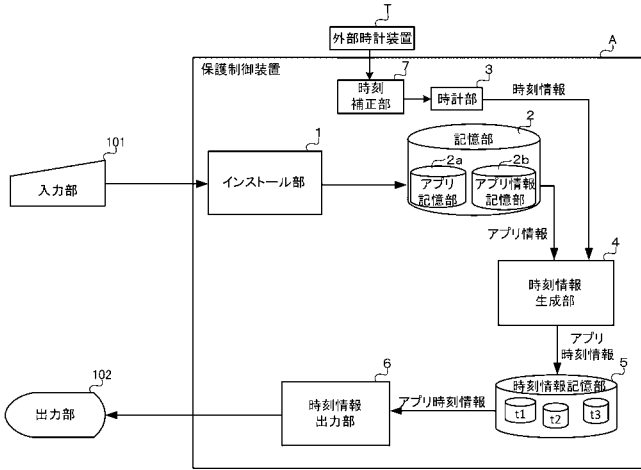 T
外部時計装置
A
保護制御装置
7
時刻
補正部
3
時計部
時刻情報
101
入力部
1
インストール部
2
記憶部
2a
アプリ
記憶部
2b
アプリ情報
記憶部
アプリ情報
4
時刻情報
生成部
アプリ
時刻情報
5
時刻情報記憶部
t1
t2
t3
アプリ時刻情報
6
時刻情報
出力部
102
出力部